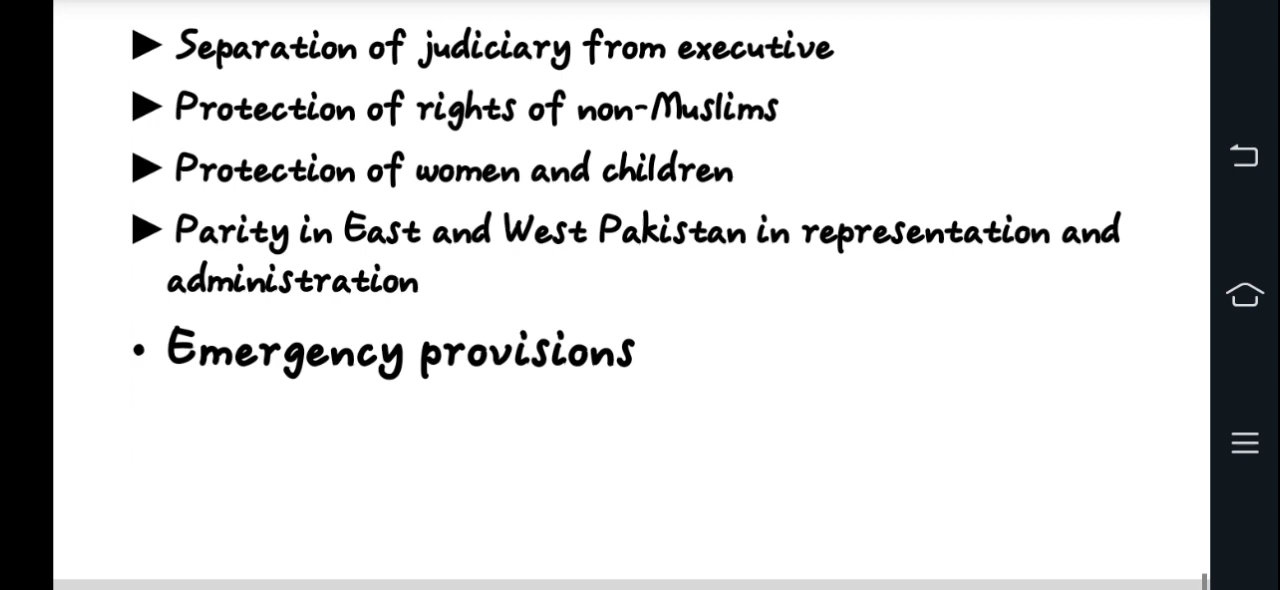 ▶ Separation of judiciary from executive
▶ Protection of rights of non-Muslims
▶ Protection of women and children
▶ Parity in East and West Pakistan in representation and
administration
• Emergency provisions